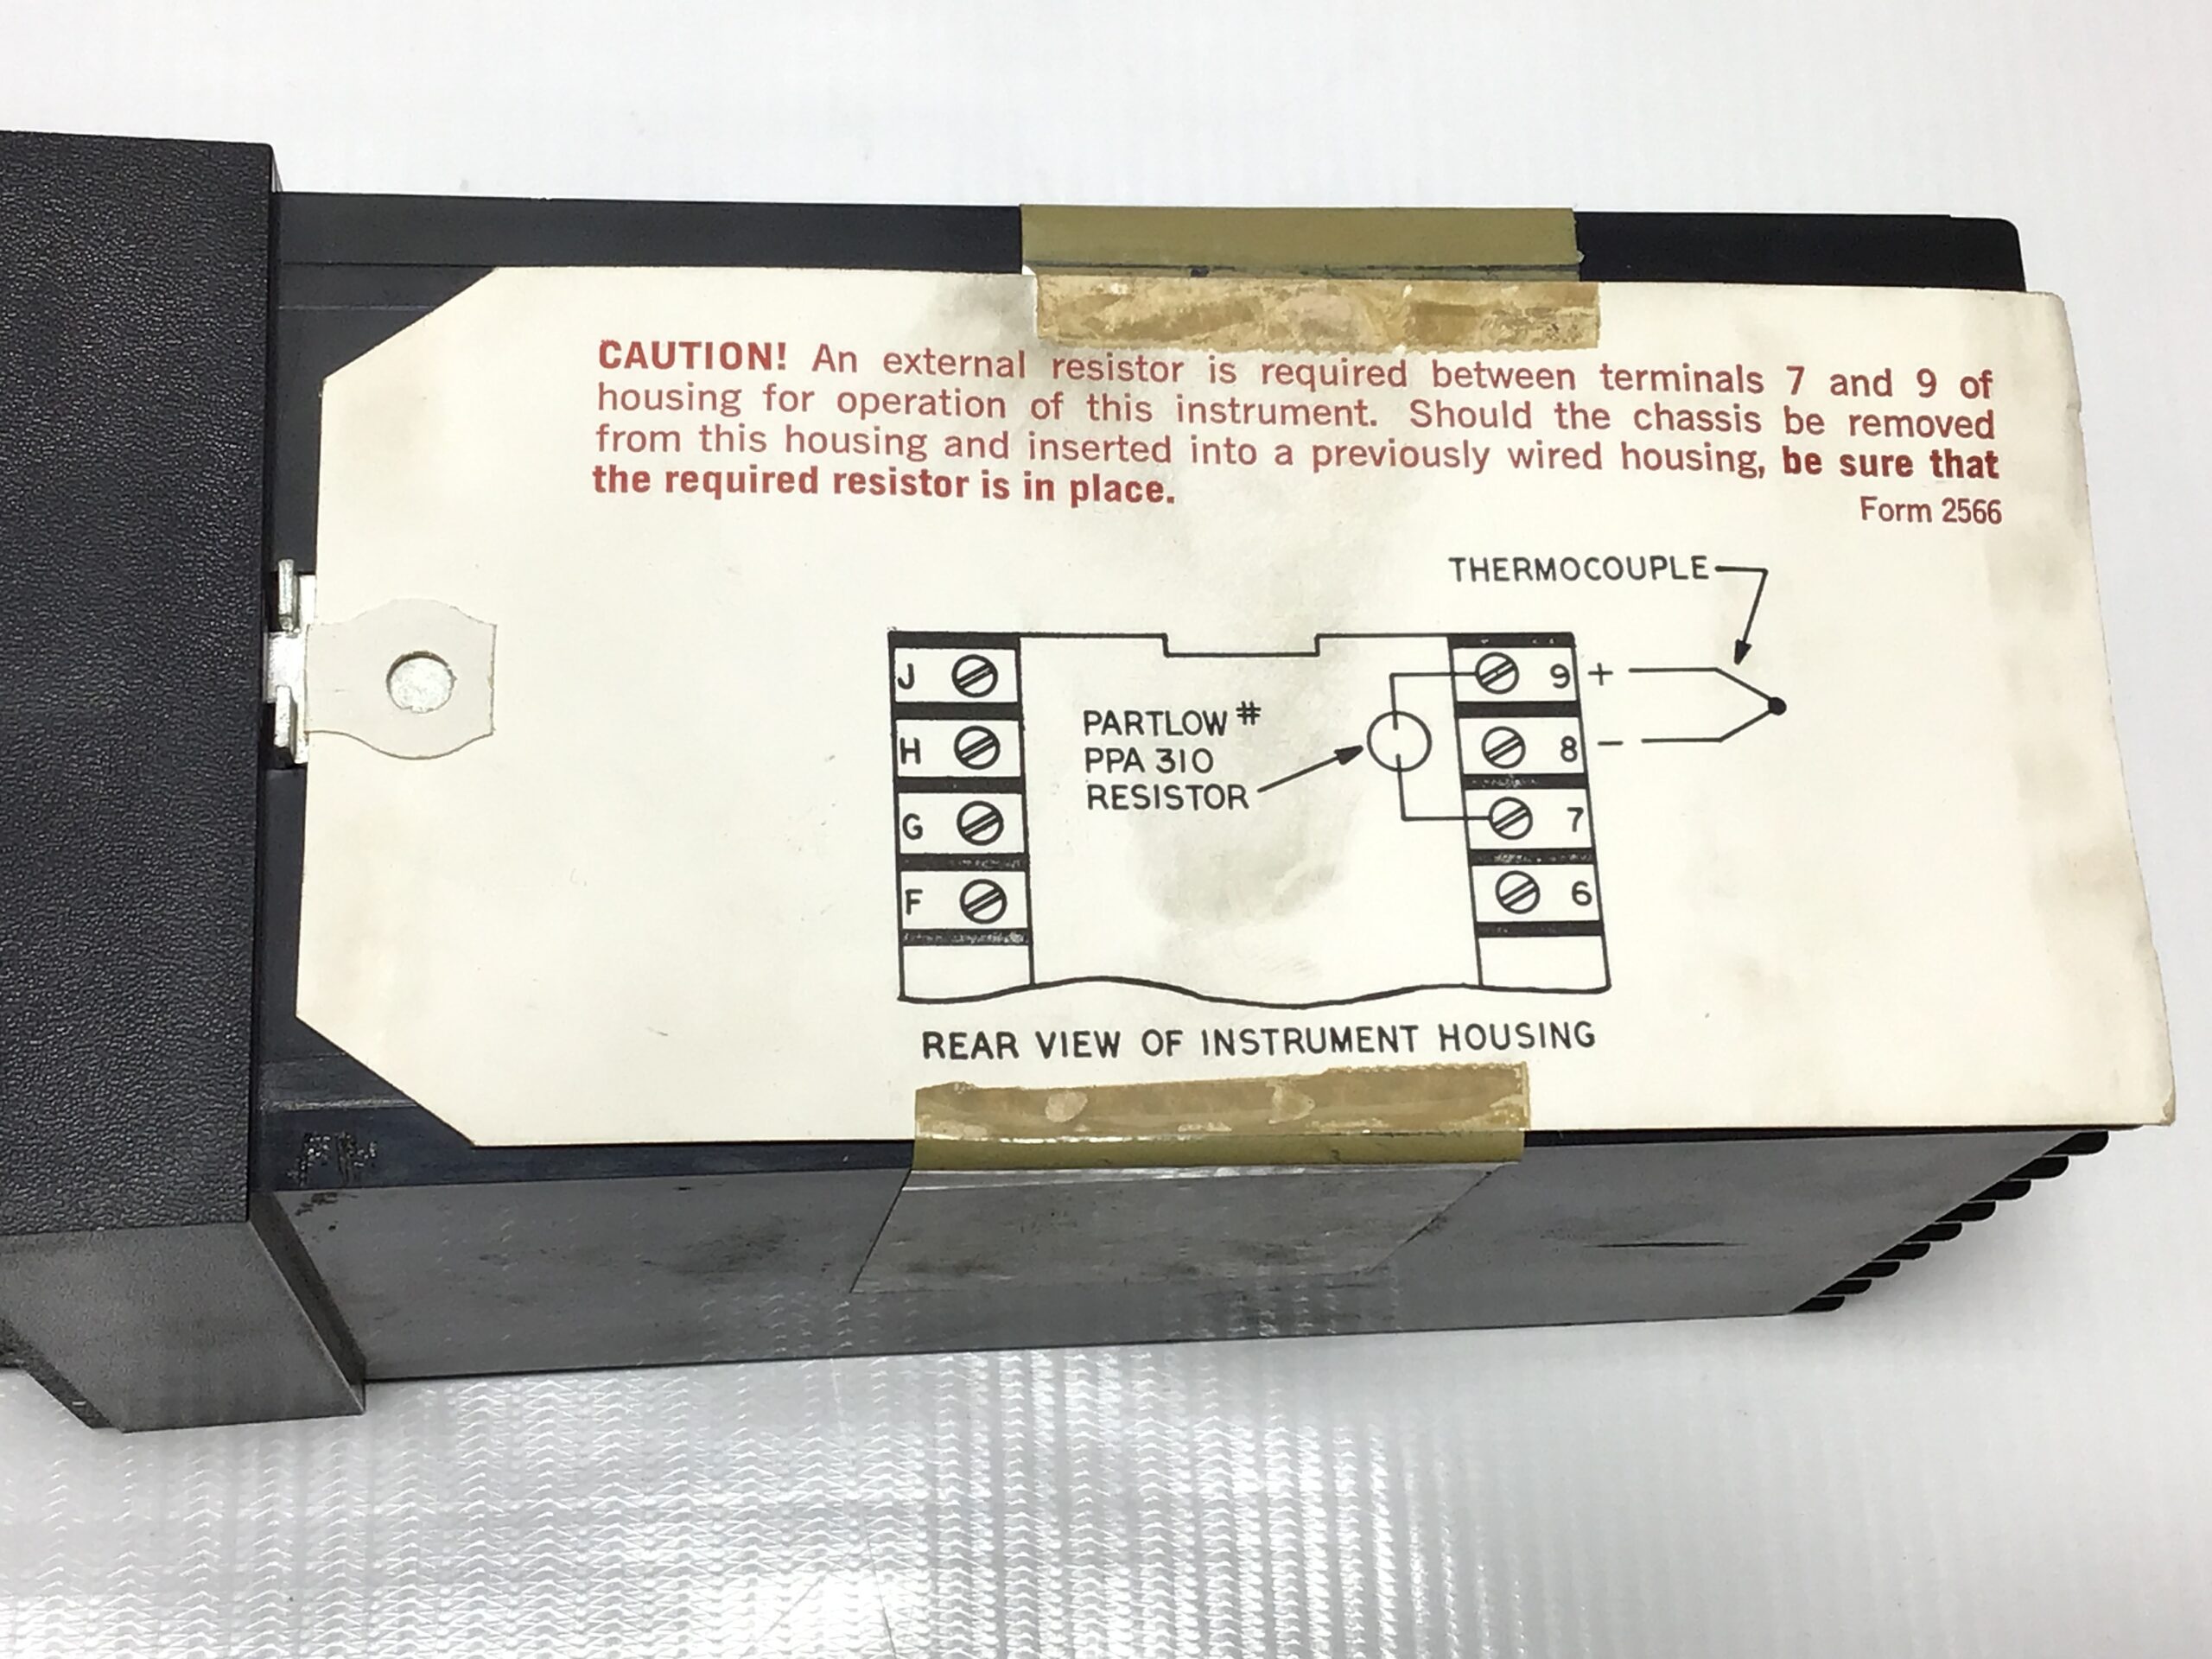 CAUTION! An external resistor is required between terminals 7 and 9 of
housing for operation of this instrument. Should the chassis be removed
from this housing and inserted into a previously wired housing, be sure that
the required resistor is in place.
Form 2566
THERMOCOUPLE
J
9 +
PARTLOW #
PPA 310
RESISTOR
H
8 -
G
7
F
6
REAR VIEW OF INSTRUMENT HOUSING